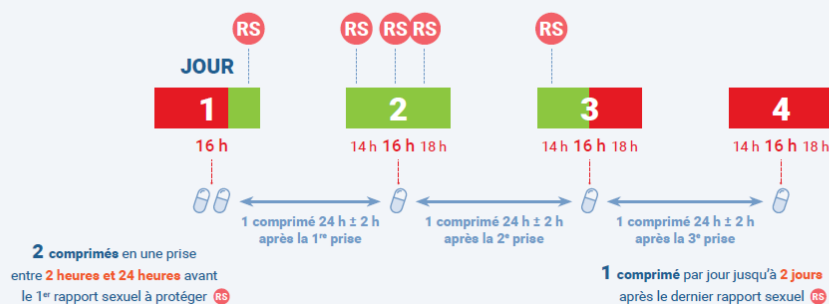 RS RS RS RS RS
JOUR
1 2 3 4
16 h 14 h 16 h 18 h 14 h 16 h 18 h 14 h 16 h 18 h
1 comprimé 24 h ± 2 h
après la 1re prise
1 comprimé 24 h ± 2 h
après la 2e prise
1 comprimé 24 h ± 2 h
après la 3e prise
2 comprimés en une prise
entre 2 heures et 24 heures avant
le 1er rapport sexuel à protéger RS
1 comprimé par jour jusqu'à 2 jours
après le dernier rapport sexuel RS